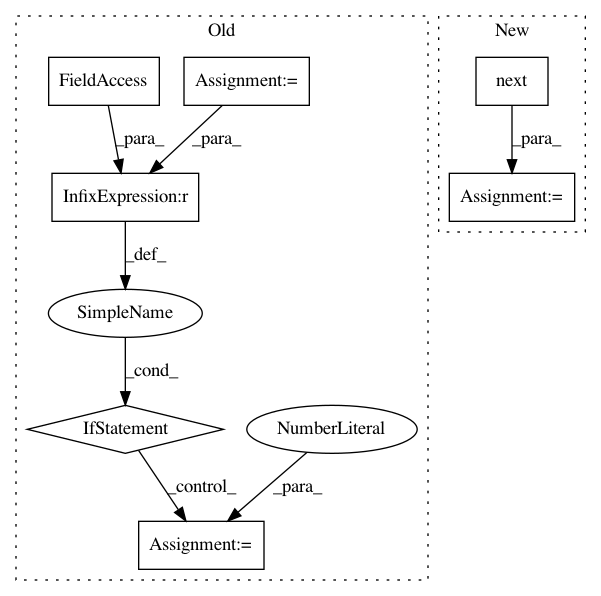 Old
New
FieldAccess
Assignment:=
next
_para_
_para_
_para_
InfixExpression:r
Assignment:=
_def_
SimpleName
_cond_
IfStatement
NumberLiteral
_control_
_para_
Assignment:=